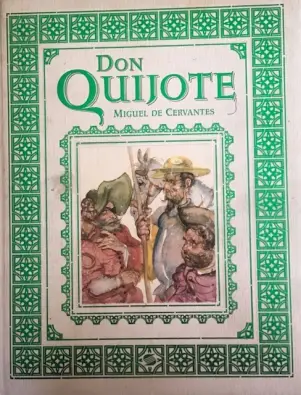 DON
QUIJOTE
MIGUEL DE CERVANTES